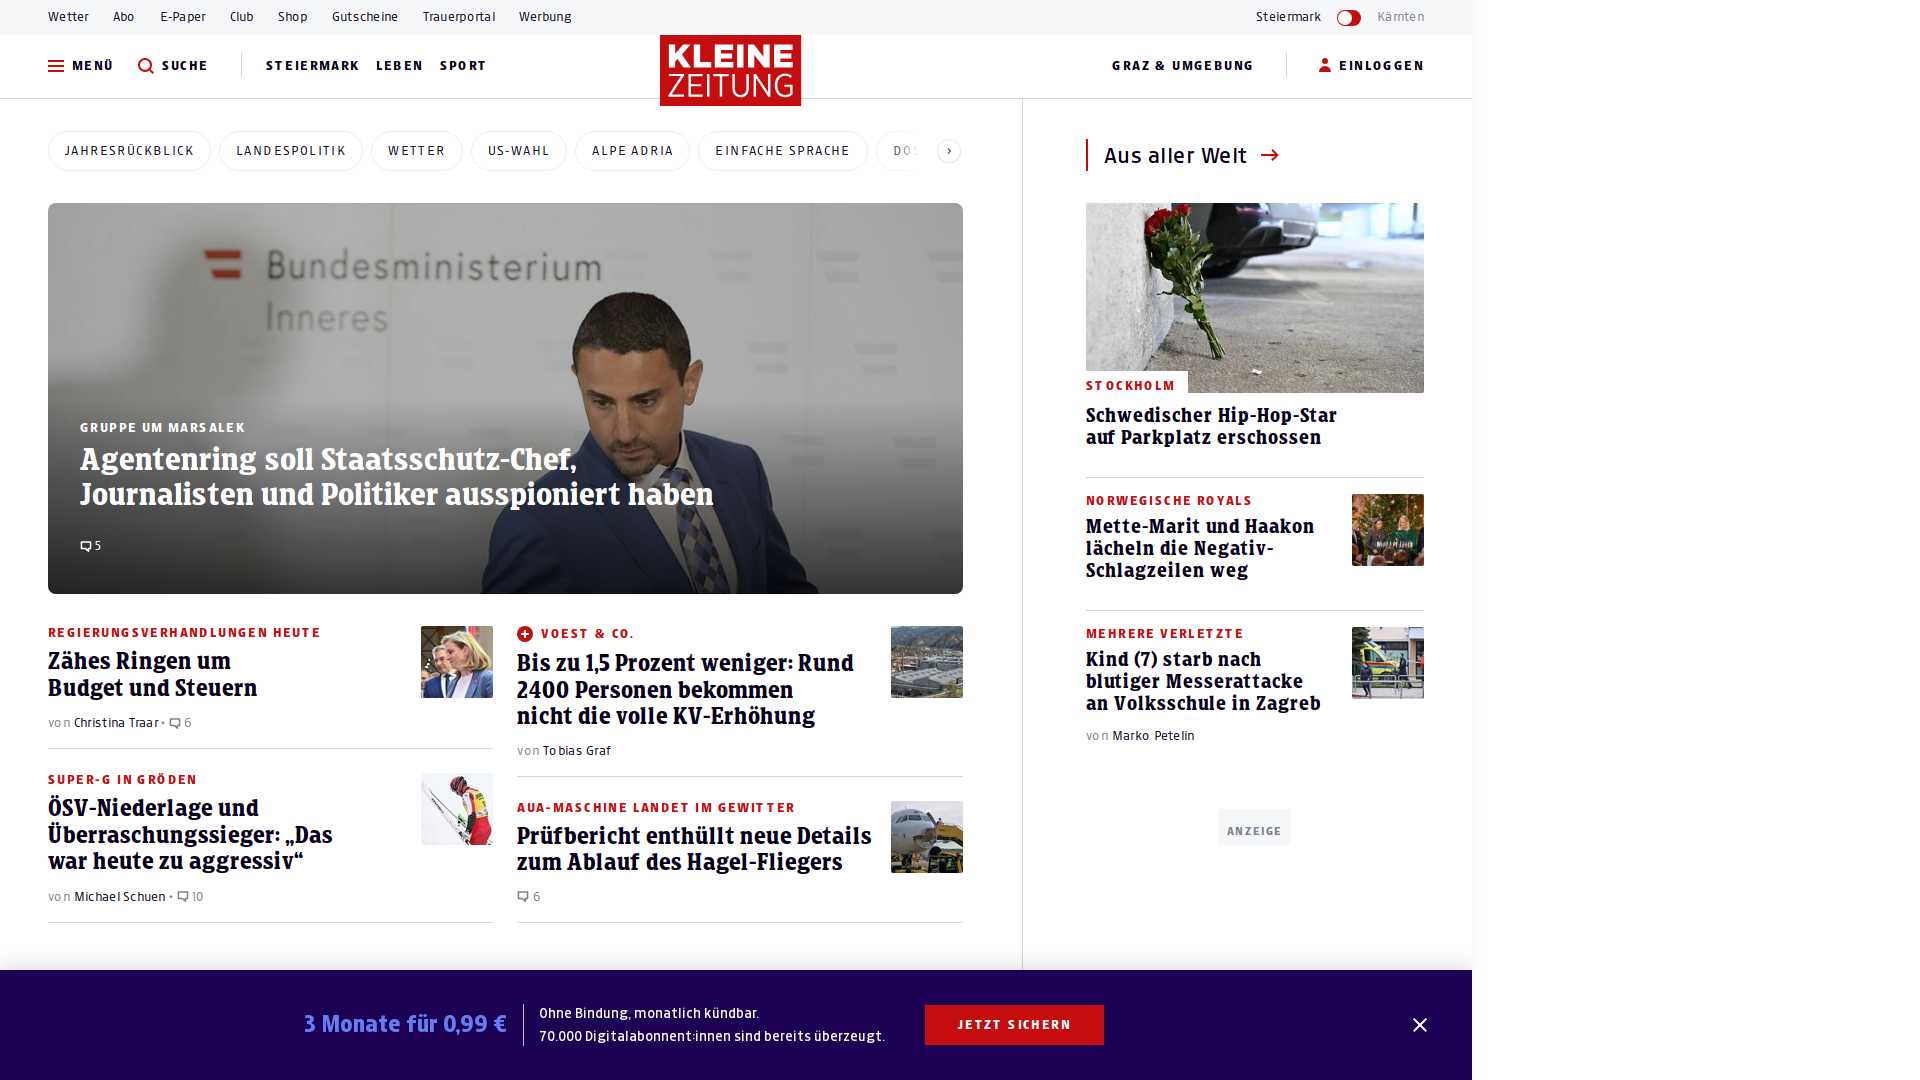 Wetter Abo E-Paper Club Shop Gutscheine Trauerportal Werbung Steiermark Kärnten
MENÜ SUCHE STEIERMARK LEBEN SPORT KLEINE ZEITUNG GRAZ & UMGEBUNG EINLOGGEN
JAHRESRÜCKBLICK LANDESPOLITIK WETTER US-WAHL ALPE ADRIA EINFACHE SPRACHE
Bundesministerium
Inneres
GRUPPE UM MARSALEK
Agentenring soll Staatsschutz-Chef,
Journalisten und Politiker ausspioniert haben
5
REGIERUNGSVERHANDLUNGEN HEUTE
Zähes Ringen um
Budget und Steuern
von Christina Traar • 6
SUPER-G IN GRÖDEN
ÖSV-Niederlage und
Überraschungssieger: „Das
war heute zu aggressiv“
von Michael Schuen • 10
VOEST & CO.
Bis zu 1,5 Prozent weniger: Rund
2400 Personen bekommen
nicht die volle KV-Erhöhung
von Tobias Graf
AUA-MASCHINE LANDET IM GEWITTER
Prüfbericht enthüllt neue Details
zum Ablauf des Hagel-Fliegers
6
Aus aller Welt
STOCKHOLM
Schwedischer Hip-Hop-Star
auf Parkplatz erschossen
NORWEGISCHE ROYALS
Mette-Marit und Haakon
lächeln die Negativ-
Schlagzeilen weg
MEHRERE VERLETZTE
Kind (7) starb nach
blutiger Messerattacke
an Volksschule in Zagreb
von Marko Petelin
ANZEIGE
3 Monate für 0,99 €
Ohne Bindung, monatlich kündbar.
70.000 Digitalabonnent:innen sind bereits überzeugt.
JETZT SICHERN